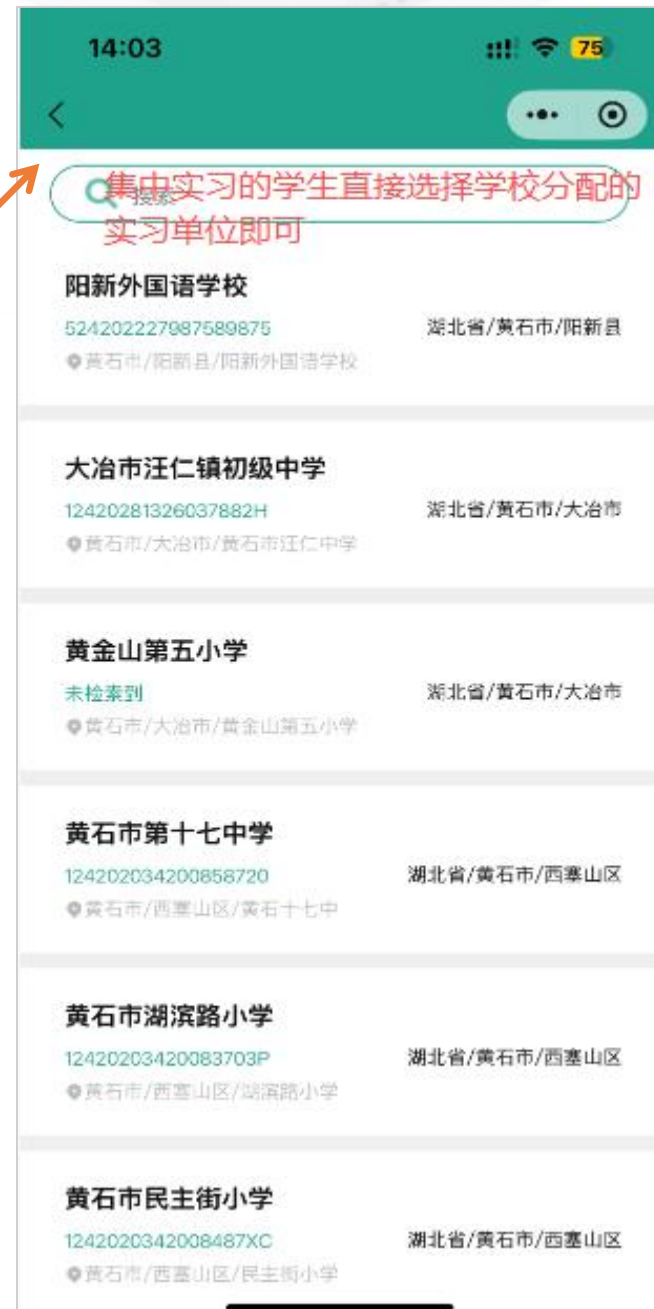 14:03
75
搜索
集中实习的学生直接选择学校分配的
实习单位即可
阳新外国语学校
524202227987589875
湖北省/黄石市/阳新县
黄石市/阳新县/阳新外国语学校
大冶市汪仁镇初级中学
12420281326037882H
湖北省/黄石市/大冶市
黄石市/大冶市/黄石市汪仁中学
黄金山第五小学
未检索到
湖北省/黄石市/大冶市
黄石市/大冶市/黄金山第五小学
黄石市第十七中学
124202034200858720
湖北省/黄石市/西塞山区
黄石市/西塞山区/黄石十七中
黄石市湖滨路小学
12420203420083703P
湖北省/黄石市/西塞山区
黄石市/西塞山区/湖滨路小学
黄石市民主街小学
1242020342008487XC
湖北省/黄石市/西塞山区
黄石市/西塞山区/民主街小学